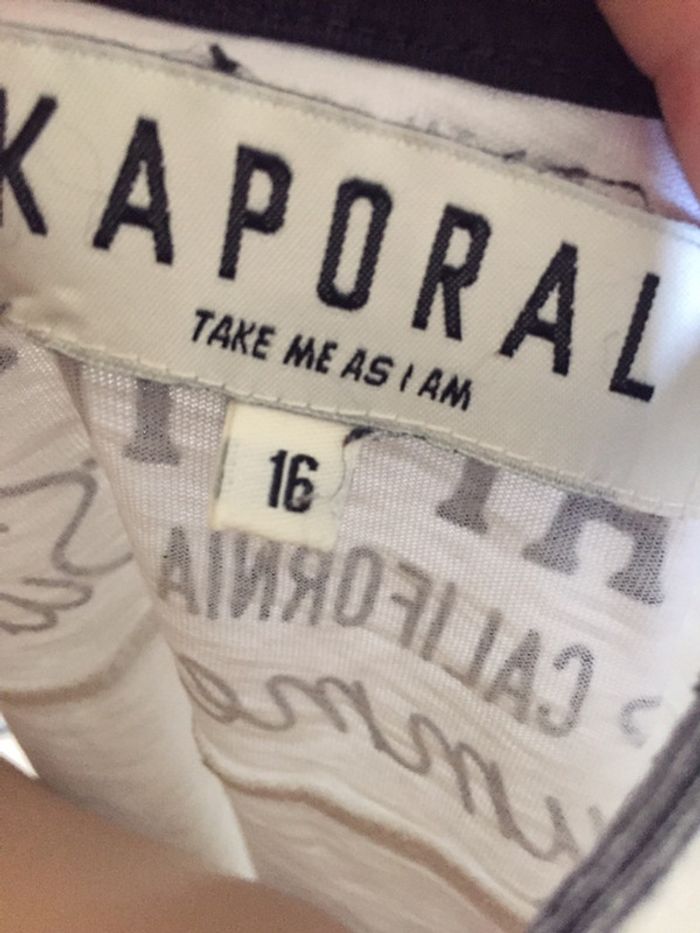 KAPORAL
TAKE ME AS I AM
16
CALIFORNIA